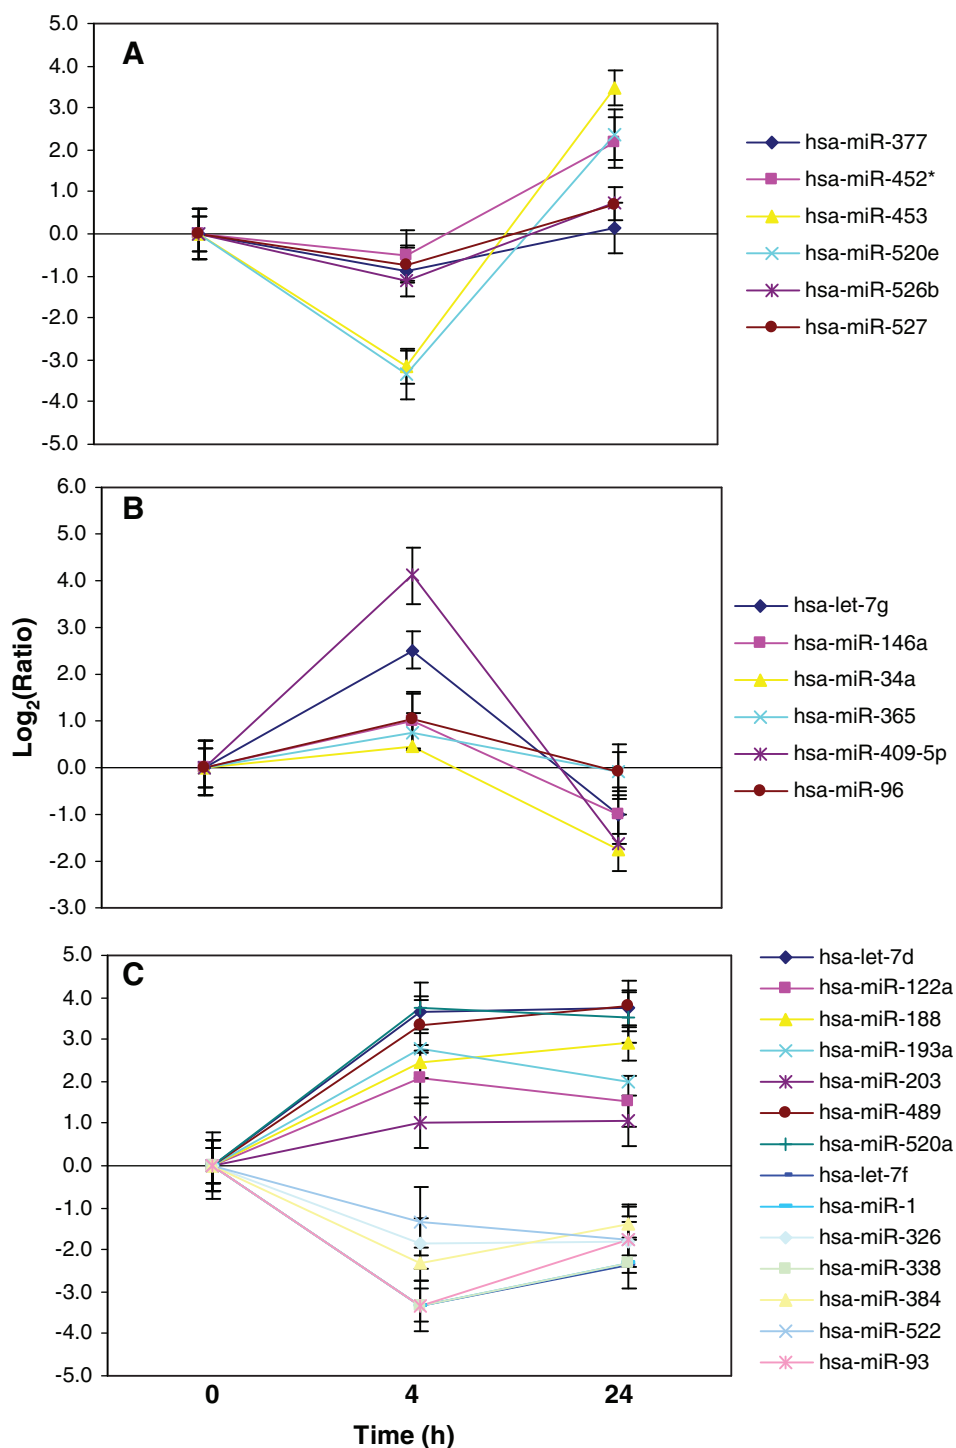 A
5.0
4.0
3.0
2.0
1.0
0.0
-1.0
-2.0
-3.0
-4.0
-5.0
hsa-miR-377
hsa-miR-452*
hsa-miR-453
hsa-miR-520e
hsa-miR-526b
hsa-miR-527
B
6.0
5.0
4.0
3.0
2.0
1.0
0.0
-1.0
-2.0
-3.0
Log₂(Ratio)
hsa-let-7g
hsa-miR-146a
hsa-miR-34a
hsa-miR-365
hsa-miR-409-5p
hsa-miR-96
C
5.0
4.0
3.0
2.0
1.0
0.0
-1.0
-2.0
-3.0
-4.0
-5.0
hsa-let-7d
hsa-miR-122a
hsa-miR-188
hsa-miR-193a
hsa-miR-203
hsa-miR-489
hsa-miR-520a
hsa-let-7f
hsa-miR-1
hsa-miR-326
hsa-miR-338
hsa-miR-384
hsa-miR-522
hsa-miR-93
0 4 24
Time (h)